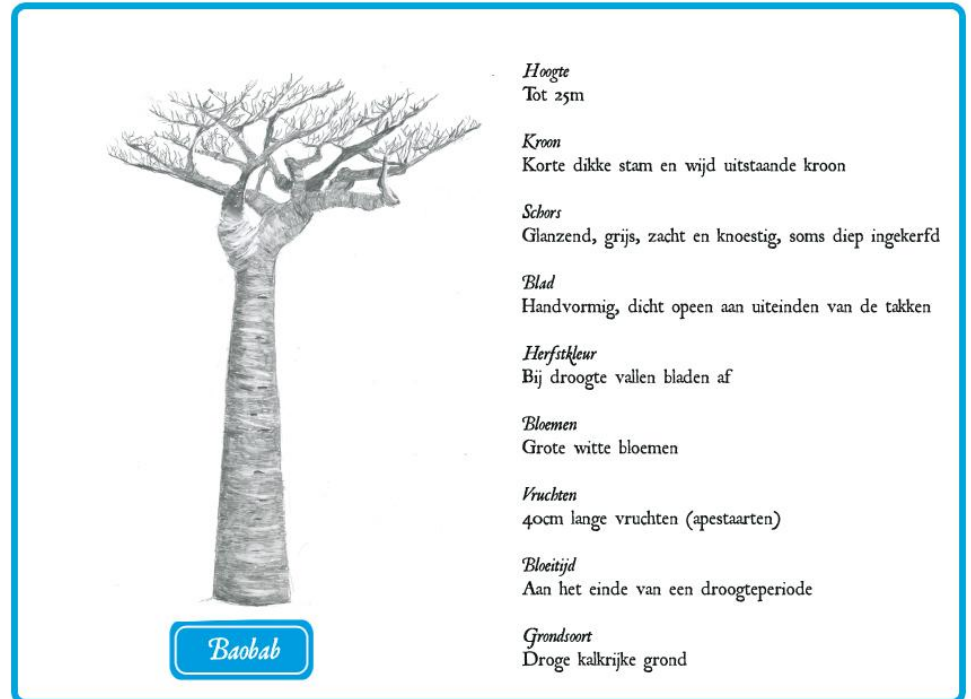 Hoogte
Tot 25m
Kroon
Korte dikke stam en wijd uitstaande kroon
Schors
Glanzend, grijs, zacht en knoestig, soms diep ingekerfd
Blad
Handvormig, dicht opeen aan uiteinden van de takken
Herfstkleur
Bij droogte vallen bladen af
Bloemen
Grote witte bloemen
Vruchten
40cm lange vruchten (apestaarten)
Bloeitijd
Aan het einde van een droogteperiode
Grondsoort
Droge kalkrijke grond
Baobab